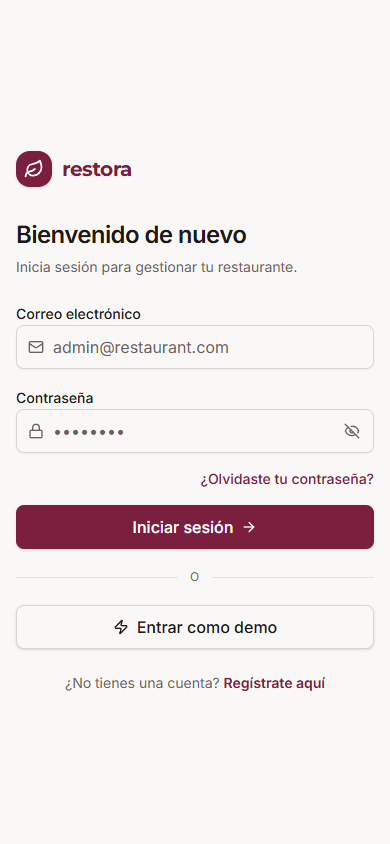 restora
Bienvenido de nuevo
Inicia sesión para gestionar tu restaurante.
Correo electrónico
admin@restaurant.com
Contraseña
••••••••
¿Olvidaste tu contraseña?
Iniciar sesión →
O
Entrar como demo
¿No tienes una cuenta? Regístrate aquí